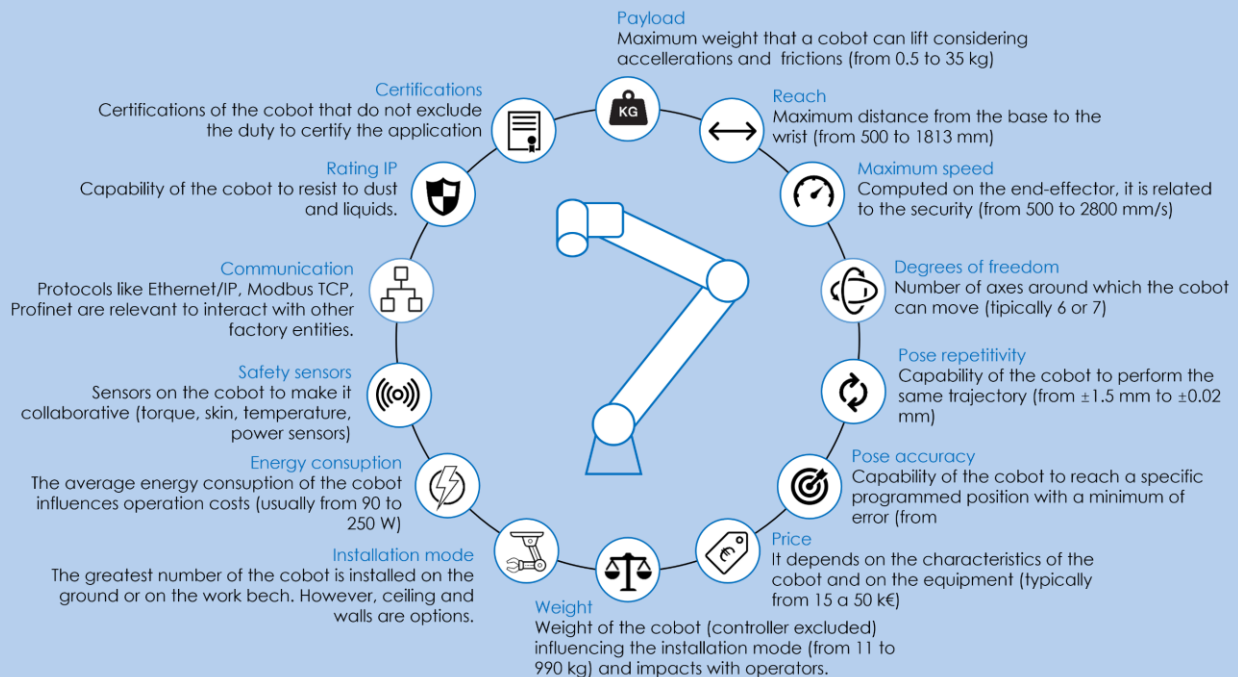 Payload
Maximum weight that a cobot can lift considering
accellerations and frictions (from 0.5 to 35 kg)
KG
Reach
Maximum distance from the base to the
wrist (from 500 to 1813 mm)
Maximum speed
Computed on the end-effector, it is related
to the security (from 500 to 2800 mm/s)
Degrees of freedom
Number of axes around which the cobot
can move (tipically 6 or 7)
Pose repetitivity
Capability of the cobot to perform the
same trajectory (from ±1.5 mm to ±0.02
mm)
Pose accuracy
Capability of the cobot to reach a specific
programmed position with a minimum of
error (from
Price
It depends on the characteristics of the
cobot and on the equipment (typically
from 15 a 50 k€)
€
Weight
Weight of the cobot (controller excluded)
influencing the installation mode (from 11 to
990 kg) and impacts with operators.
Installation mode
The greatest number of the cobot is installed on the
ground or on the work bech. However, ceiling and
walls are options.
Energy consuption
The average energy consuption of the cobot
influences operation costs (usually from 90 to
250 W)
Safety sensors
Sensors on the cobot to make it
collaborative (torque, skin, temperature,
power sensors)
Communication
Protocols like Ethernet/IP, Modbus TCP,
Profinet are relevant to interact with other
factory entities.
Rating IP
Capability of the cobot to resist to dust
and liquids.
Certifications
Certifications of the cobot that do not exclude
the duty to certify the application